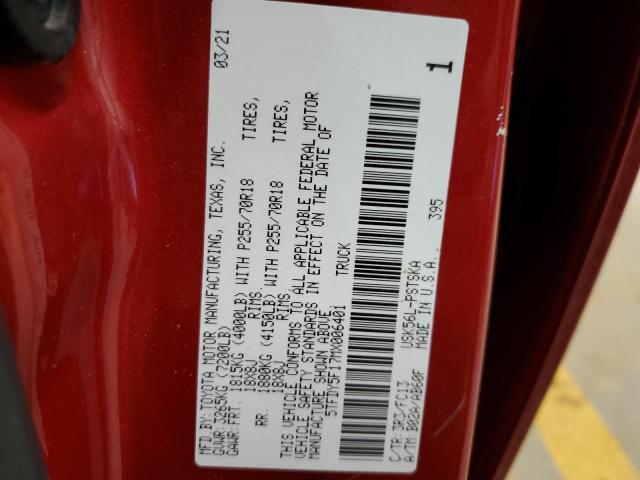 MFD.BY TOYOTA MOTOR MANUFACTURING, TEXAS, INC. 03/21
GVWR 3265KG (7200LB)
GAWR FRT. 1815KG (4000LB) WITH P255/70R18 TIRES,
18X8J RIMS
RR. 1880KG (4150LB) WITH P255/70R18 TIRES,
18X8J RIMS
THIS VEHICLE CONFORMS TO ALL APPLICABLE FEDERAL MOTOR
VEHICLE SAFETY STANDARDS IN EFFECT ON THE DATE OF
MANUFACTURE SHOWN ABOVE.
5TFDY5F17MX006401 TRUCK
1
USK56L-PSTSKA 395
C/TR:3R3/FC13 MADE IN U.S.A.
A/TM:B02A/AB60F